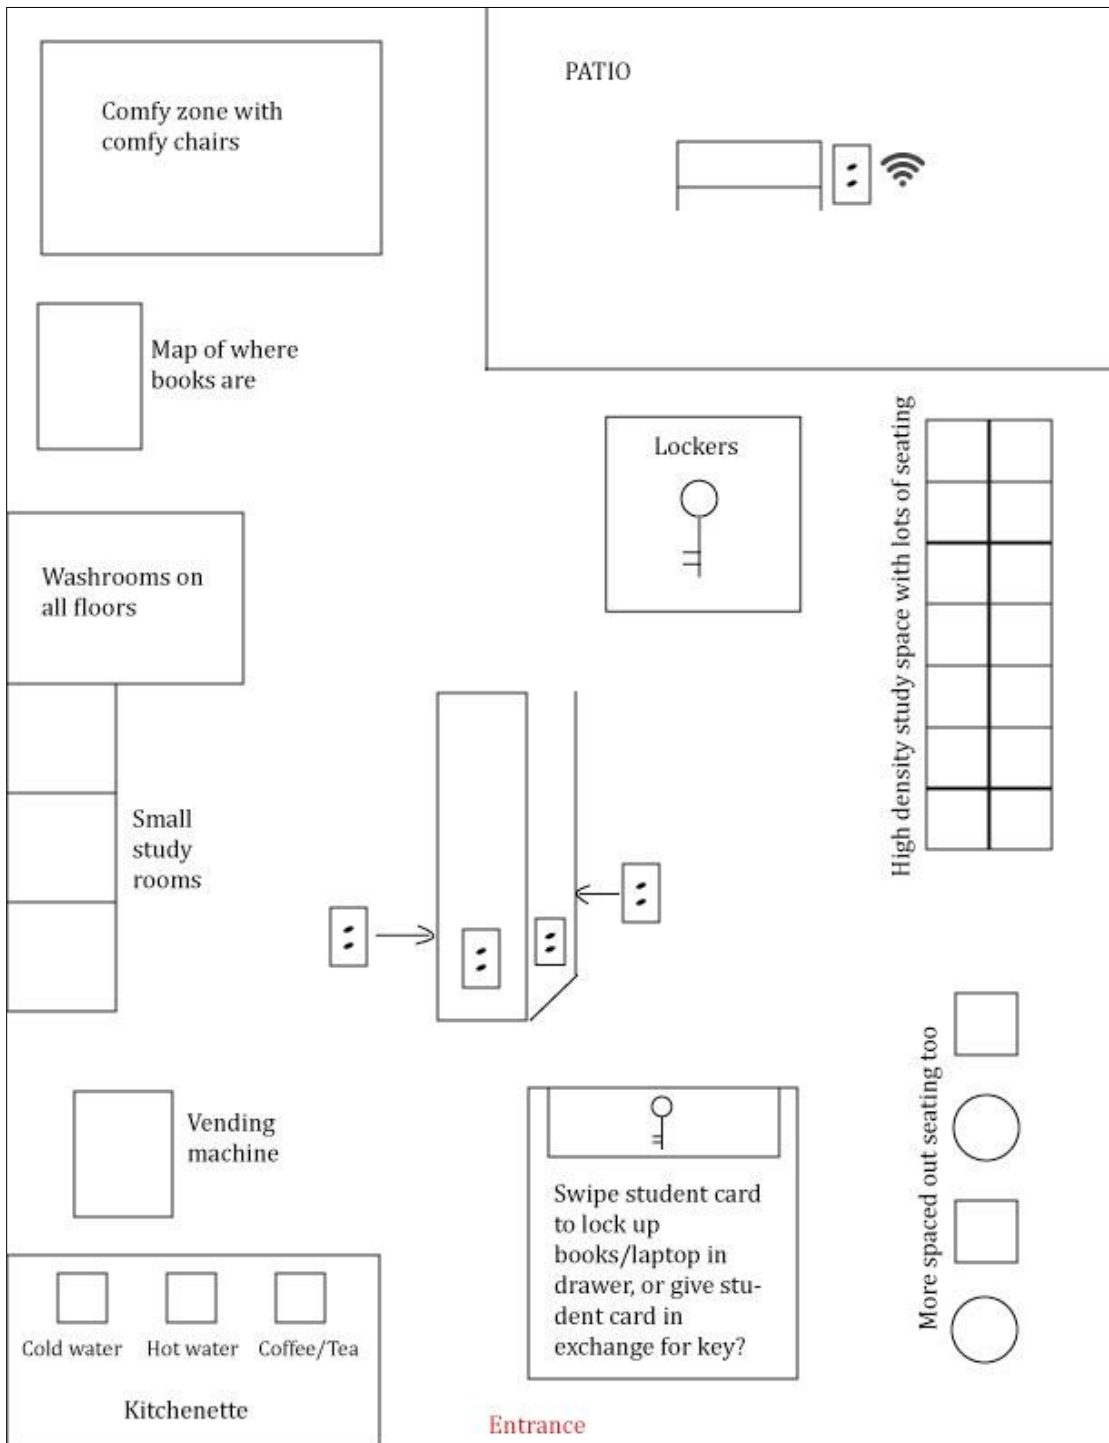 PATIO
Comfy zone with
comfy chairs
Map of where
books are
Lockers
High density study space with lots of seating
Washrooms on
all floors
Small
study
rooms
More spaced out seating too
Vending
machine
Swipe student card
to lock up
books/laptop in
drawer, or give stu-
dent card in
exchange for key?
Cold water
Hot water
Coffee/Tea
Kitchenette
Entrance